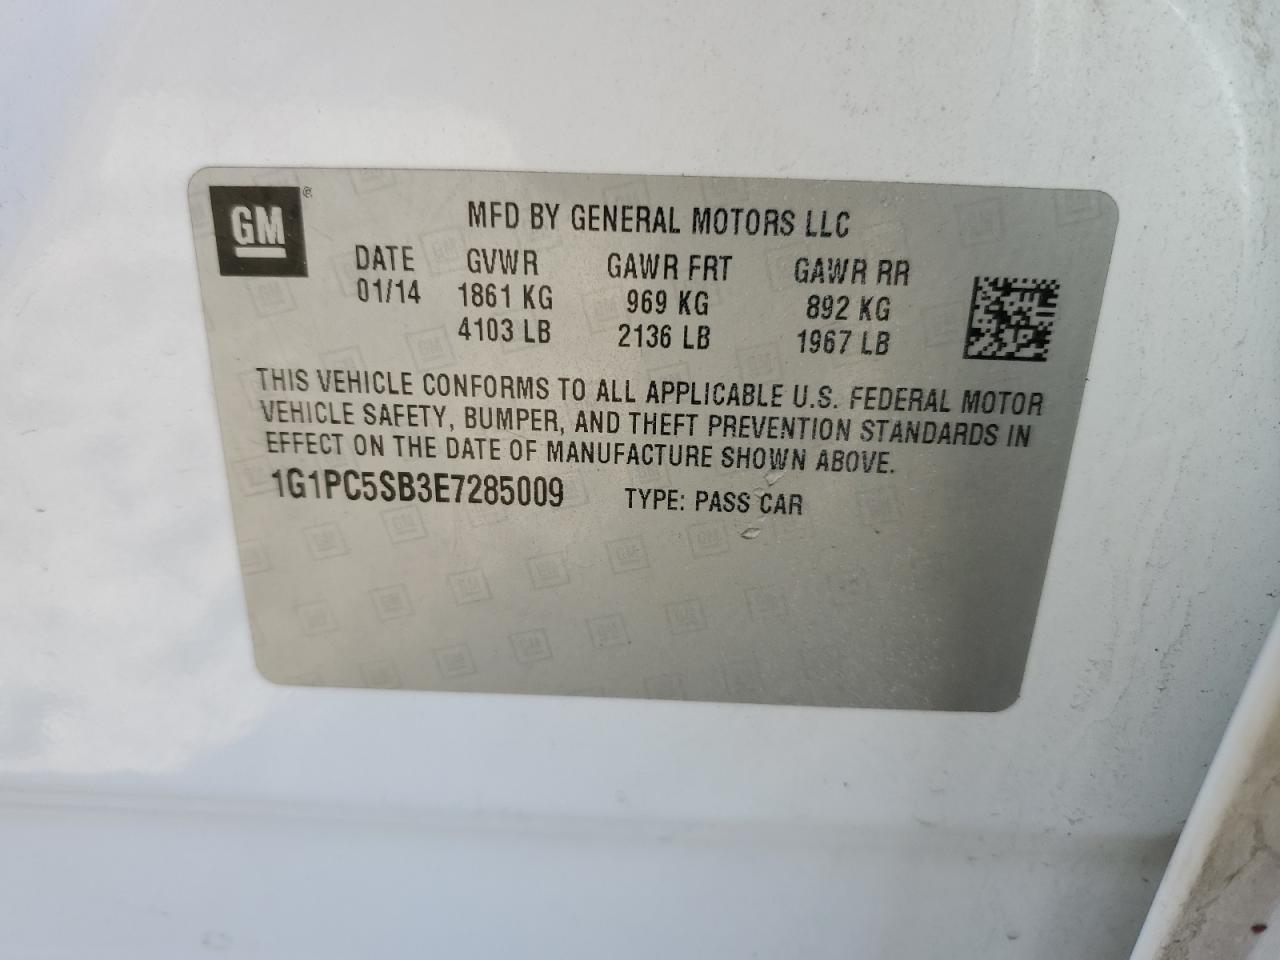 GM®
MFD BY GENERAL MOTORS LLC
DATE GVWR GAWR FRT GAWR RR
01/14 1861 KG 969 KG 892 KG
4103 LB 2136 LB 1967 LB
THIS VEHICLE CONFORMS TO ALL APPLICABLE U.S. FEDERAL MOTOR
VEHICLE SAFETY, BUMPER, AND THEFT PREVENTION STANDARDS IN
EFFECT ON THE DATE OF MANUFACTURE SHOWN ABOVE.
1G1PC5SB3E7285009 TYPE: PASS CAR